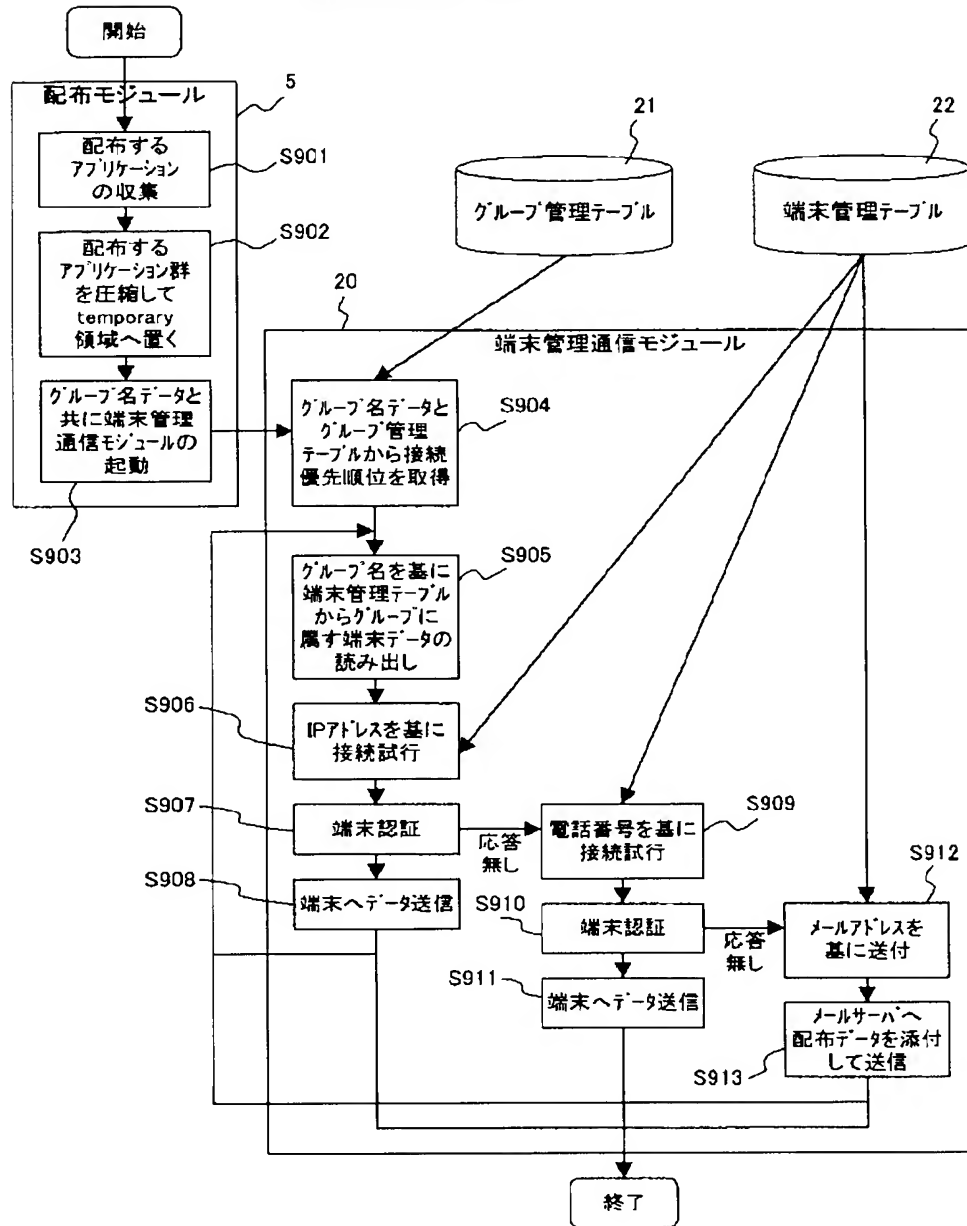 開始
配布モジュール
5
配布する
アプリケーション
の収集
S901
配布する
アプリケーション群
を圧縮して
temporary
領域へ置く
S902
グループ名データと
共に端末管理
通信モジュールの
起動
S903
21
グループ管理テーブル
22
端末管理テーブル
20
端末管理通信モジュール
グループ名データと
グループ管理
テーブルから接続
優先順位を取得
S904
グループ名を基に
端末管理テーブル
からグループに
属す端末データの
読み出し
S905
S906
IPアドレスを基に
接続試行
S907
端末認証
応答
無し
S908
端末へデータ送信
電話番号を基に
接続試行
S909
S910
端末認証
応答
無し
S911
端末へデータ送信
S912
メールアドレスを
基に送付
メールサーバへ
配布データを添付
して送信
S913
終了